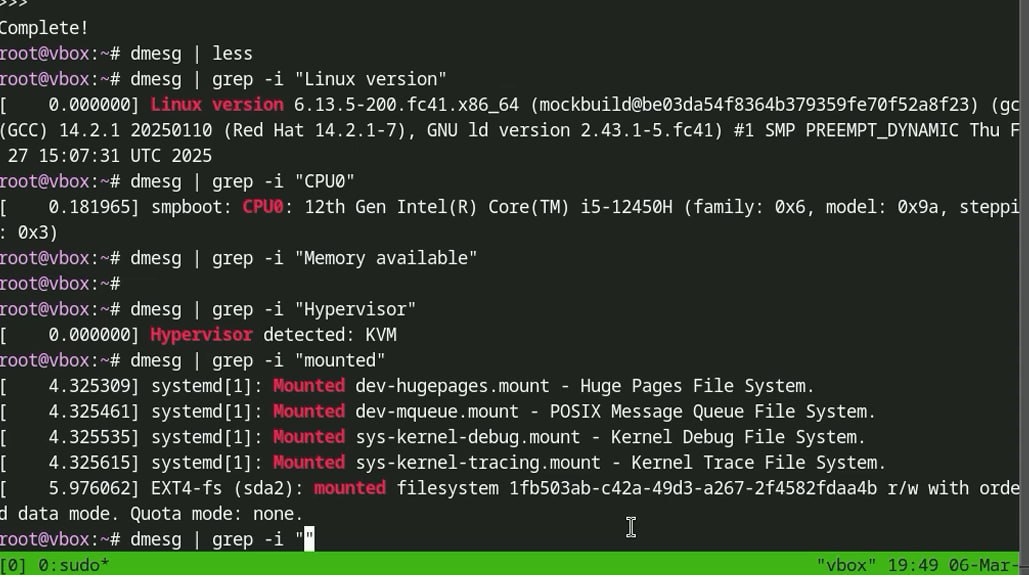 >>>
Complete!
root@vbox:~# dmesg | less
root@vbox:~# dmesg | grep -i "Linux version"
[    0.000000] Linux version 6.13.5-200.fc41.x86_64 (mockbuild@be03da54f8364b379359fe70f52a8f23) (gc
(GCC) 14.2.1 20250110 (Red Hat 14.2.1-7), GNU ld version 2.43.1-5.fc41) #1 SMP PREEMPT_DYNAMIC Thu F
 27 15:07:31 UTC 2025
root@vbox:~# dmesg | grep -i "CPU0"
[    0.181965] smpboot: CPU0: 12th Gen Intel(R) Core(TM) i5-12450H (family: 0x6, model: 0x9a, steppi
: 0x3)
root@vbox:~# dmesg | grep -i "Memory available"
root@vbox:~#
root@vbox:~# dmesg | grep -i "Hypervisor"
[    0.000000] Hypervisor detected: KVM
root@vbox:~# dmesg | grep -i "mounted"
[    4.325309] systemd[1]: Mounted dev-hugepages.mount - Huge Pages File System.
[    4.325461] systemd[1]: Mounted dev-mqueue.mount - POSIX Message Queue File System.
[    4.325535] systemd[1]: Mounted sys-kernel-debug.mount - Kernel Debug File System.
[    4.325615] systemd[1]: Mounted sys-kernel-tracing.mount - Kernel Trace File System.
[    5.976062] EXT4-fs (sda2): mounted filesystem 1fb503ab-c42a-49d3-a267-2f4582fdaa4b r/w with orde
d data mode. Quota mode: none.
root@vbox:~# dmesg | grep -i ""
[0] 0:sudo* "vbox" 19:49 06-Mar-